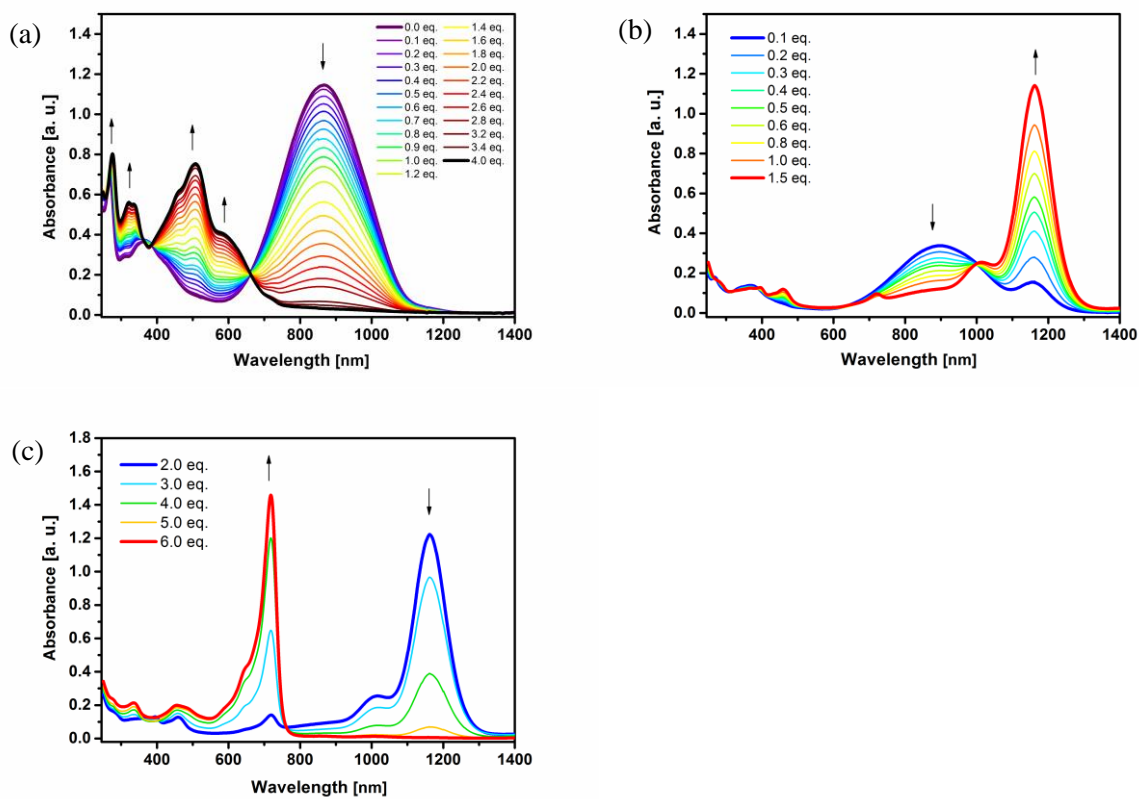 (a)
Absorbance [a. u.]
1.4
1.2
1.0
0.8
0.6
0.4
0.2
0.0
0.0 eq. 1.4 eq.
0.1 eq. 1.6 eq.
0.2 eq. 1.8 eq.
0.3 eq. 2.0 eq.
0.4 eq. 2.2 eq.
0.5 eq. 2.4 eq.
0.6 eq. 2.6 eq.
0.7 eq. 2.8 eq.
0.8 eq. 3.2 eq.
0.9 eq. 3.4 eq.
1.0 eq. 4.0 eq.
1.2 eq.
400 600 800 1000 1200 1400
Wavelength [nm]
(b)
Absorbance [a. u.]
1.4
1.2
1.0
0.8
0.6
0.4
0.2
0.0
0.1 eq.
0.2 eq.
0.3 eq.
0.4 eq.
0.5 eq.
0.6 eq.
0.8 eq.
1.0 eq.
1.5 eq.
400 600 800 1000 1200 1400
Wavelength [nm]
(c)
Absorbance [a. u.]
1.8
1.6
1.4
1.2
1.0
0.8
0.6
0.4
0.2
0.0
2.0 eq.
3.0 eq.
4.0 eq.
5.0 eq.
6.0 eq.
400 600 800 1000 1200 1400
Wavelength [nm]